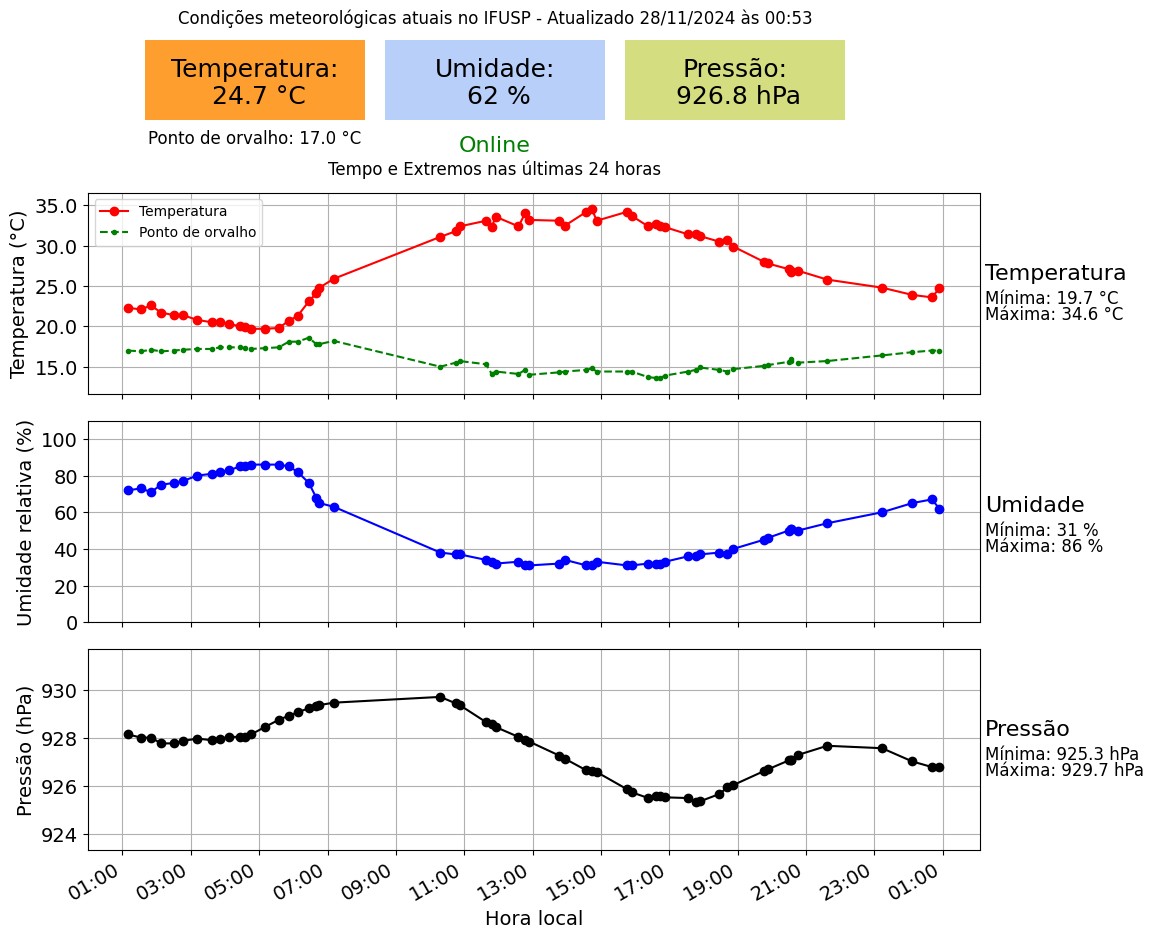 Condições meteorológicas atuais no IFUSP - Atualizado 28/11/2024 às 00:53
Temperatura:
24.7 °C
Umidade:
62 %
Pressão:
926.8 hPa
Ponto de orvalho: 17.0 °C
Online
Tempo e Extremos nas últimas 24 horas
Temperatura (°C)
35.0
30.0
25.0
20.0
15.0
Temperatura
Ponto de orvalho
Temperatura
Mínima: 19.7 °C
Máxima: 34.6 °C
Umidade relativa (%)
100
80
60
40
20
0
Umidade
Mínima: 31 %
Máxima: 86 %
Pressão (hPa)
930
928
926
924
Pressão
Mínima: 925.3 hPa
Máxima: 929.7 hPa
01:00 03:00 05:00 07:00 09:00 11:00 13:00 15:00 17:00 19:00 21:00 23:00 01:00
Hora local